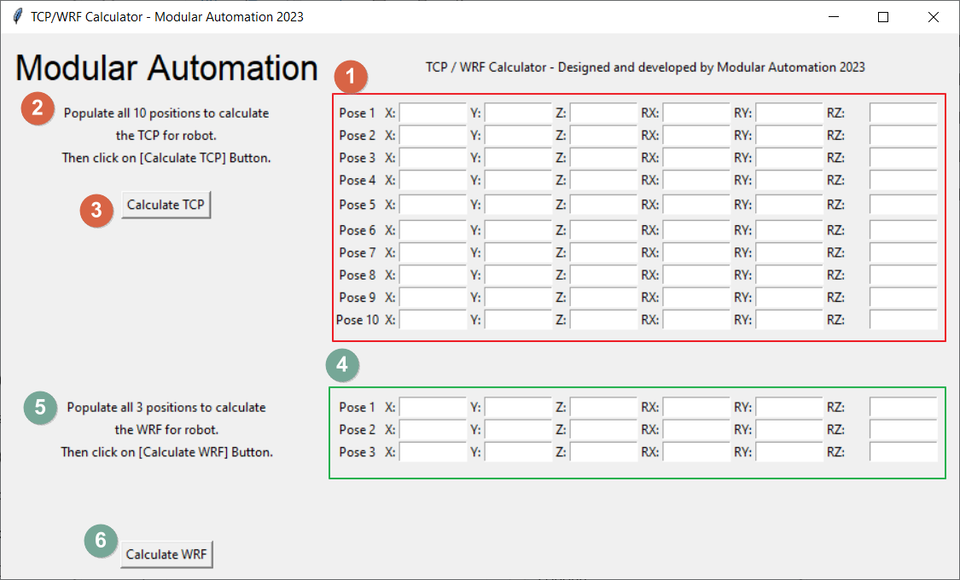 TCP/WRF Calculator - Modular Automation 2023
Modular Automation
1
TCP / WRF Calculator - Designed and developed by Modular Automation 2023
2
Populate all 10 positions to calculate
the TCP for robot.
Then click on [Calculate TCP] Button.
3
Calculate TCP
Pose 1 X: Y: Z: RX: RY: RZ:
Pose 2 X: Y: Z: RX: RY: RZ:
Pose 3 X: Y: Z: RX: RY: RZ:
Pose 4 X: Y: Z: RX: RY: RZ:
Pose 5 X: Y: Z: RX: RY: RZ:
Pose 6 X: Y: Z: RX: RY: RZ:
Pose 7 X: Y: Z: RX: RY: RZ:
Pose 8 X: Y: Z: RX: RY: RZ:
Pose 9 X: Y: Z: RX: RY: RZ:
Pose 10 X: Y: Z: RX: RY: RZ:
4
5
Populate all 3 positions to calculate
the WRF for robot.
Then click on [Calculate WRF] Button.
Pose 1 X: Y: Z: RX: RY: RZ:
Pose 2 X: Y: Z: RX: RY: RZ:
Pose 3 X: Y: Z: RX: RY: RZ:
6
Calculate WRF